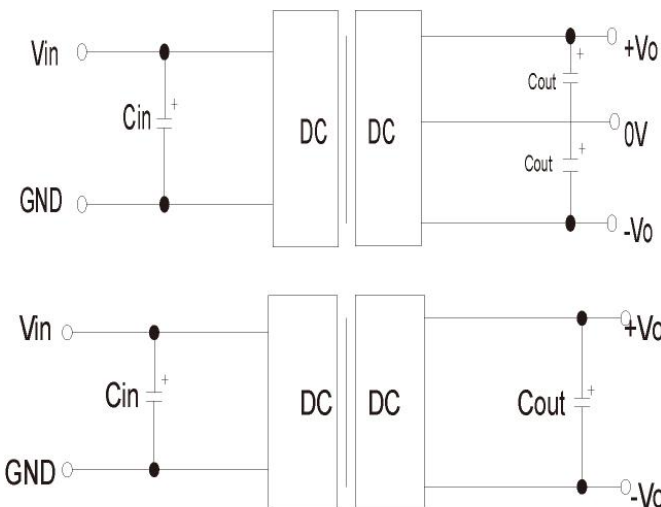 Vin
+
Cin
GND
DC
DC
+
Cout
+
Cout
+Vo
0V
-Vo
Vin
+
Cin
GND
DC
DC
+
Cout
+Vo
-Vo